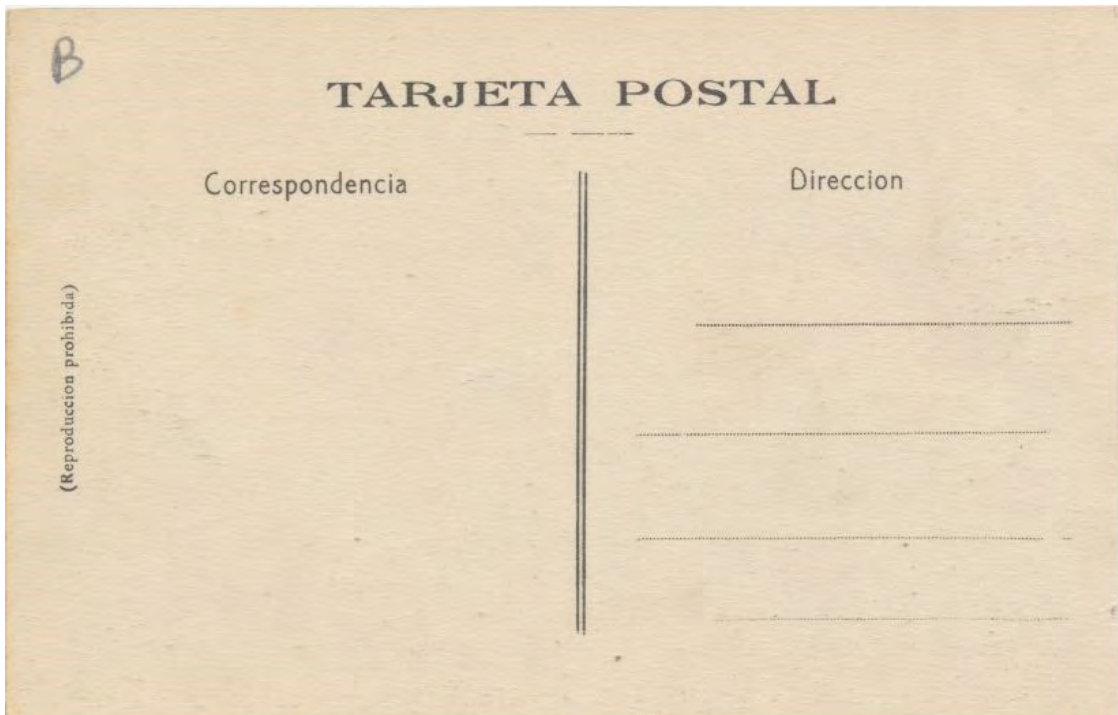 B
TARJETA POSTAL
Correspondencia
Direccion
(Reproduccion prohibida)